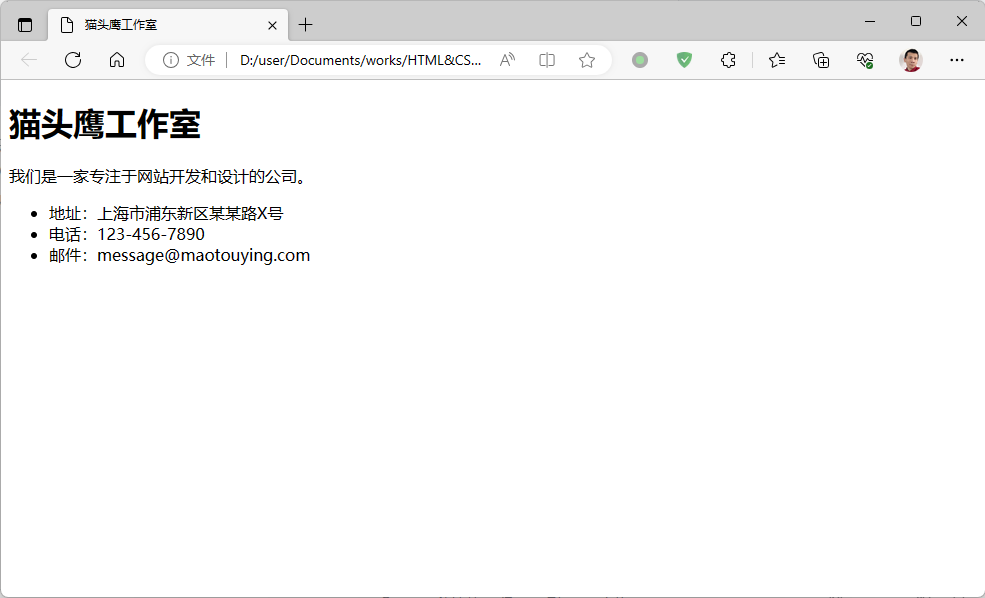 猫头鹰工作室
文件 D:/user/Documents/works/HTML&CS...
猫头鹰工作室
我们是一家专注于网站开发和设计的公司。
地址：上海市浦东新区某某路X号
电话：123-456-7890
邮件：message@maotouying.com